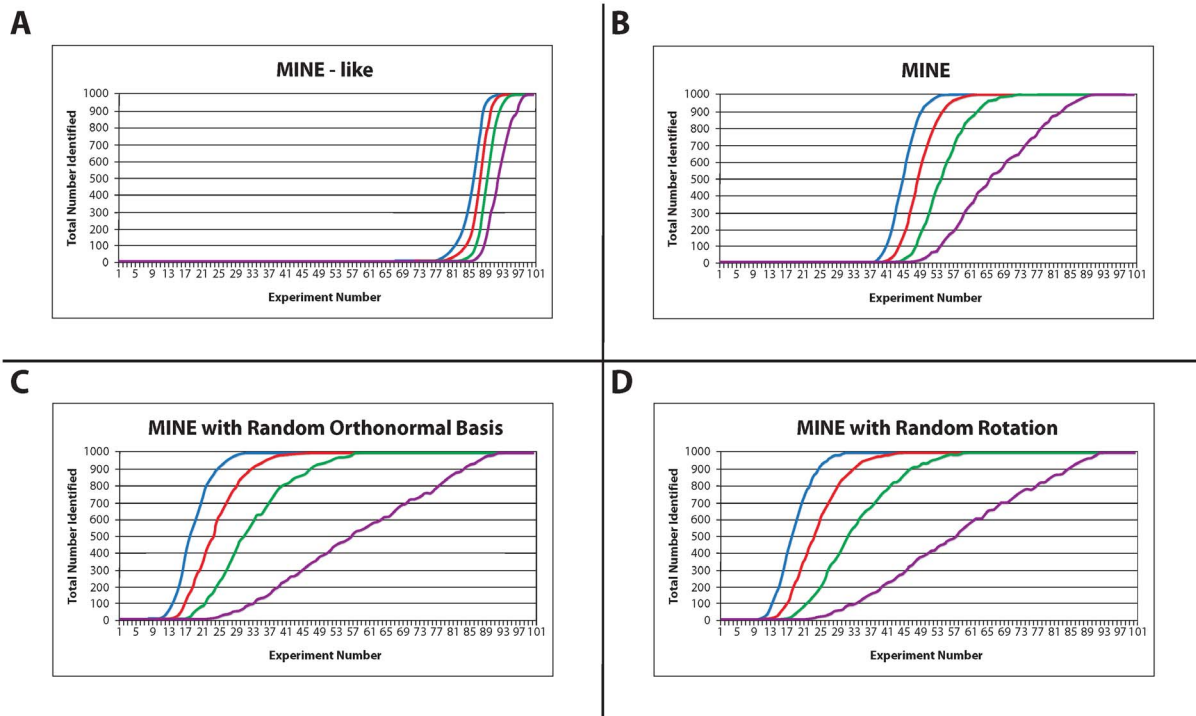 A
MINE - like
Total Number Identified
1000
900
800
700
600
500
400
300
200
100
0
1 5 9 13 17 21 25 29 33 37 41 45 49 53 57 61 65 69 73 77 81 85 89 93 97 101
Experiment Number
B
MINE
Total Number Identified
1000
900
800
700
600
500
400
300
200
100
0
1 5 9 13 17 21 25 29 33 37 41 45 49 53 57 61 65 69 73 77 81 85 89 93 97 101
Experiment Number
C
MINE with Random Orthonormal Basis
Total Number Identified
1000
900
800
700
600
500
400
300
200
100
0
1 5 9 13 17 21 25 29 33 37 41 45 49 53 57 61 65 69 73 77 81 85 89 93 97 101
Experiment Number
D
MINE with Random Rotation
Total Number Identified
1000
900
800
700
600
500
400
300
200
100
0
1 5 9 13 17 21 25 29 33 37 41 45 49 53 57 61 65 69 73 77 81 85 89 93 97 101
Experiment Number